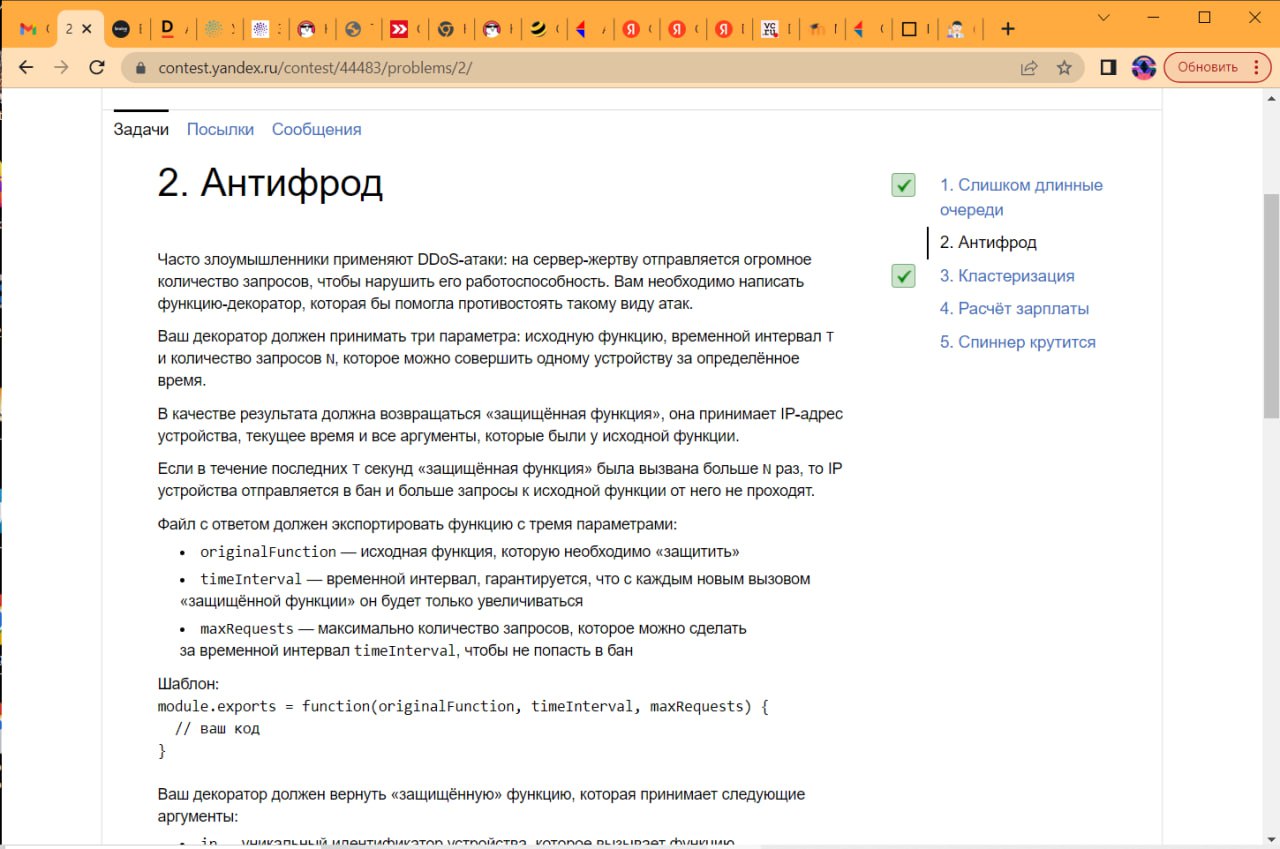 2
contest.yandex.ru/contest/44483/problems/2/
Обновить
Задачи Посылки Сообщения
2. Антифрод
Часто злоумышленники применяют DDoS-атаки: на сервер-жертву отправляется огромное
количество запросов, чтобы нарушить его работоспособность. Вам необходимо написать
функцию-декоратор, которая бы помогла противостоять такому виду атак.
Ваш декоратор должен принимать три параметра: исходную функцию, временной интервал T
и количество запросов N, которое можно совершить одному устройству за определённое
время.
В качестве результата должна возвращаться «защищённая функция», она принимает IP-адрес
устройства, текущее время и все аргументы, которые были у исходной функции.
Если в течение последних T секунд «защищённая функция» была вызвана больше N раз, то IP
устройства отправляется в бан и больше запросы к исходной функции от него не проходят.
Файл с ответом должен экспортировать функцию с тремя параметрами:
• originalFunction — исходная функция, которую необходимо «защитить»
• timeInterval — временной интервал, гарантируется, что с каждым новым вызовом
«защищённой функции» он будет только увеличиваться
• maxRequests — максимально количество запросов, которое можно сделать
за временной интервал timeInterval, чтобы не попасть в бан
Шаблон:
module.exports = function(originalFunction, timeInterval, maxRequests) {
// ваш код
}
Ваш декоратор должен вернуть «защищённую» функцию, которая принимает следующие
аргументы:
• ip — уникальный идентификатор устройства, которое вызывает функцию
1. Слишком длинные
очереди
2. Антифрод
3. Кластеризация
4. Расчёт зарплаты
5. Спиннер крутится